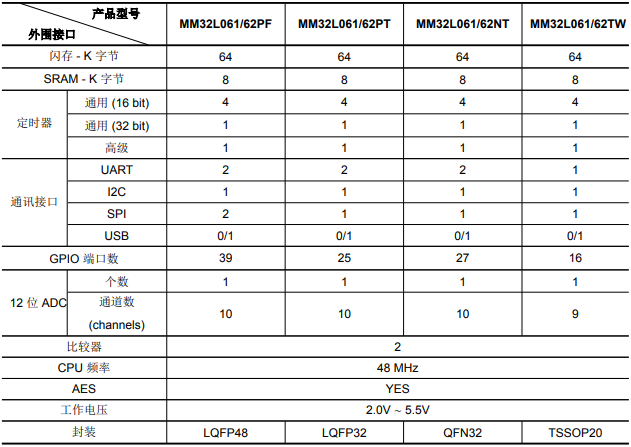 产品型号
外围接口 MM32L061/62PF MM32L061/62PT MM32L061/62NT MM32L061/62TW
闪存 - K 字节 64 64 64 64
SRAM - K 字节 8 8 8 8
定时器 通用 (16 bit) 4 4 4 4
通用 (32 bit) 1 1 1 1
高级 1 1 1 1
通讯接口 UART 2 2 2 1
I2C 1 1 1 1
SPI 2 1 1 1
USB 0/1 0/1 0/1 0/1
GPIO 端口数 39 25 27 16
12 位 ADC 个数 1 1 1 1
通道数
(channels) 10 10 10 9
比较器 2
CPU 频率 48 MHz
AES YES
工作电压 2.0V ~ 5.5V
封装 LQFP48 LQFP32 QFN32 TSSOP20